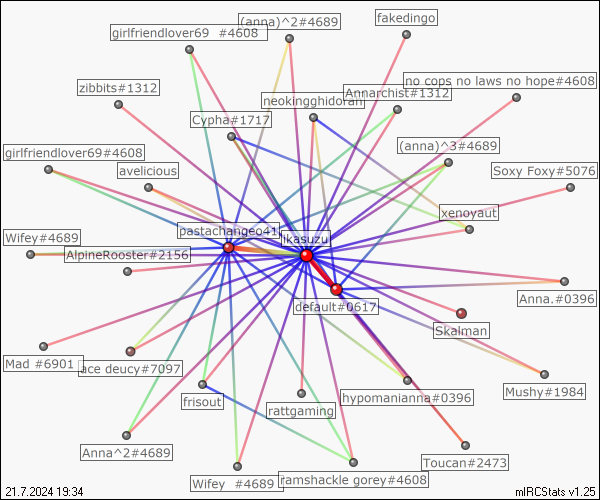 girlfriendlover69 #4608
(anna)^2#4689
fakedingo
zibbits#1312
neokingghidorah
Annarchist#1312
no cops no laws no hope#4608
Cypha#1717
(anna)^3#4689
girlfriendlover69#4608
avelicious
Soxy Foxy#5076
xenoyaut
Wifey#4689
pastachangeo41
jkasuzu
AlpineRooster#2156
default#0617
Anna.#0396
Skalman
Mad #6901
ace deucy#7097
frisout
rattgaming
hypomanianna#0396
Mushy#1984
Anna^2#4689
Toucan#2473
Wifey #4689
ramshackle gorey#4608
21.7.2024 19:34
mIRCStats v1.25